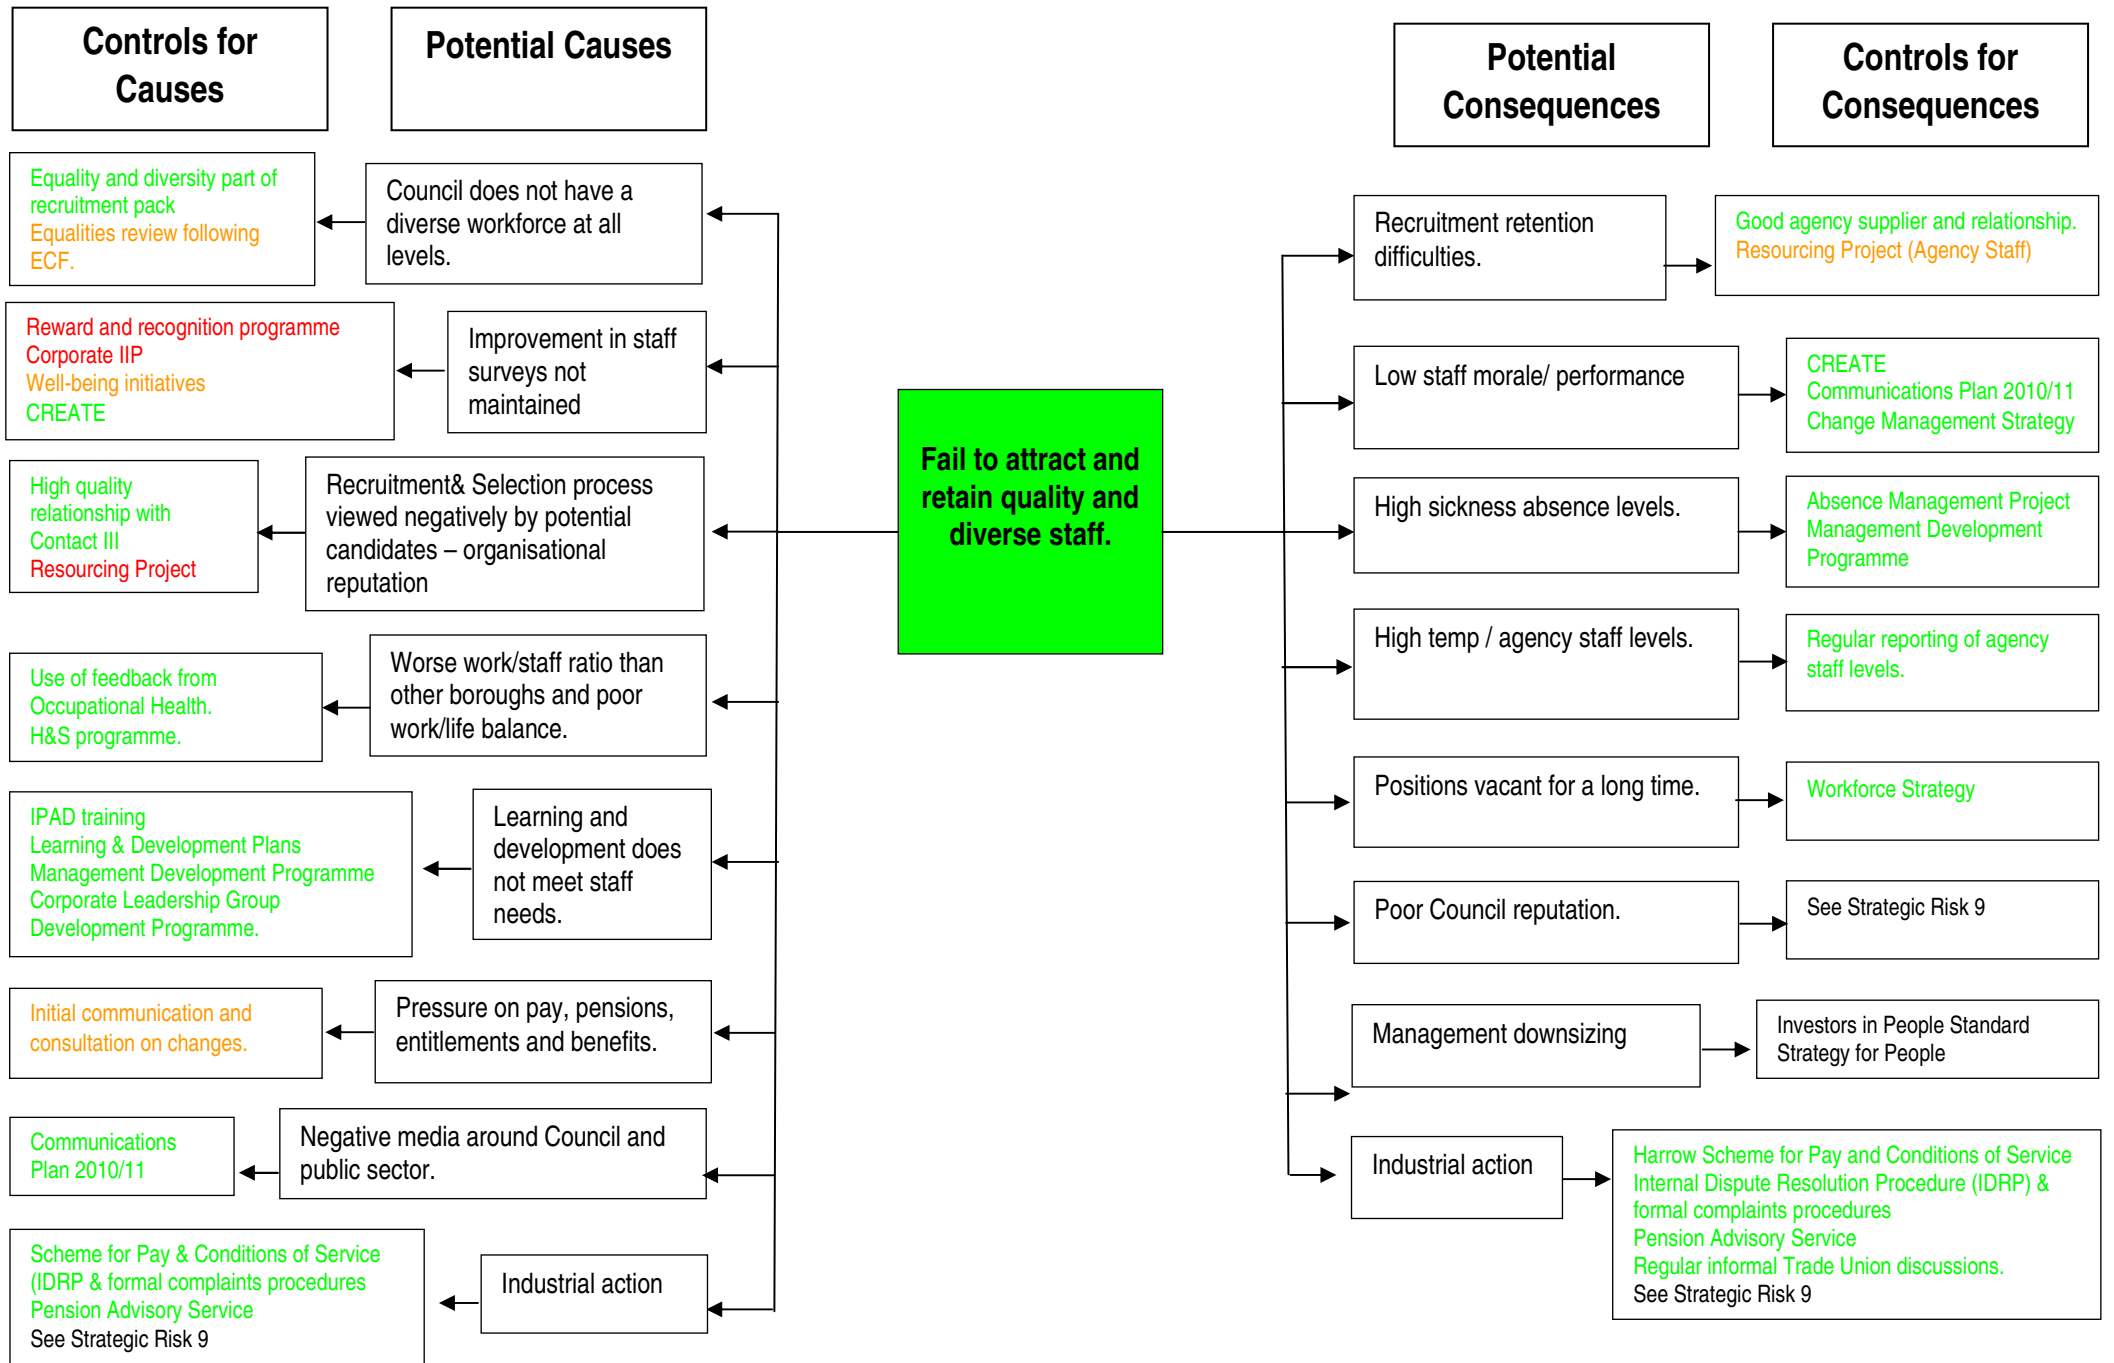 Controls for
Causes
Potential Causes
Potential
Consequences
Controls for
Consequences
Equality and diversity part of
recruitment pack
Equalities review following
ECF.
Council does not have a
diverse workforce at all
levels.
Reward and recognition programme
Corporate IIP
Well-being initiatives
CREATE
Improvement in staff
surveys not
maintained
High quality
relationship with
Contact III
Resourcing Project
Recruitment& Selection process
viewed negatively by potential
candidates – organisational
reputation
Use of feedback from
Occupational Health.
H&S programme.
Worse work/staff ratio than
other boroughs and poor
work/life balance.
IPAD training
Learning & Development Plans
Management Development Programme
Corporate Leadership Group
Development Programme.
Learning and
development does
not meet staff
needs.
Initial communication and
consultation on changes.
Pressure on pay, pensions,
entitlements and benefits.
Communications
Plan 2010/11
Negative media around Council and
public sector.
Scheme for Pay & Conditions of Service
(IDRP & formal complaints procedures
Pension Advisory Service
See Strategic Risk 9
Industrial action
Fail to attract and
retain quality and
diverse staff.
Recruitment retention
difficulties.
Good agency supplier and relationship.
Resourcing Project (Agency Staff)
Low staff morale/ performance
CREATE
Communications Plan 2010/11
Change Management Strategy
High sickness absence levels.
Absence Management Project
Management Development
Programme
High temp / agency staff levels.
Regular reporting of agency
staff levels.
Positions vacant for a long time.
Workforce Strategy
Poor Council reputation.
See Strategic Risk 9
Management downsizing
Investors in People Standard
Strategy for People
Industrial action
Harrow Scheme for Pay and Conditions of Service
Internal Dispute Resolution Procedure (IDRP) &
formal complaints procedures
Pension Advisory Service
Regular informal Trade Union discussions.
See Strategic Risk 9